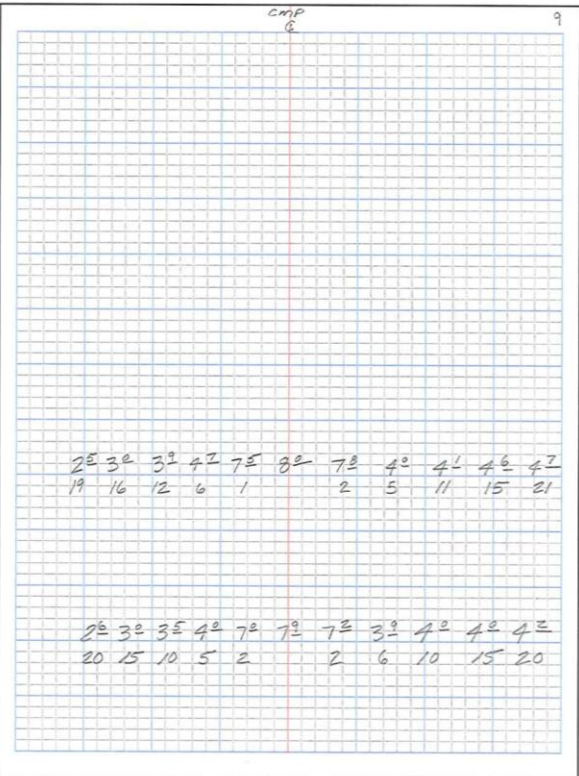 CMP 9
℄
2⁵ 3⁰ 3⁹ 4⁷ 7⁵ 8⁰ 7⁸ 4⁰ 4¹ 4⁶ 4⁷
19 16 12 6 1 2 5 11 15 21
2⁶ 3⁰ 3⁵ 4⁰ 7⁰ 7⁹ 7² 3⁹ 4⁰ 4⁰ 4²
20 15 10 5 2 2 6 10 15 20